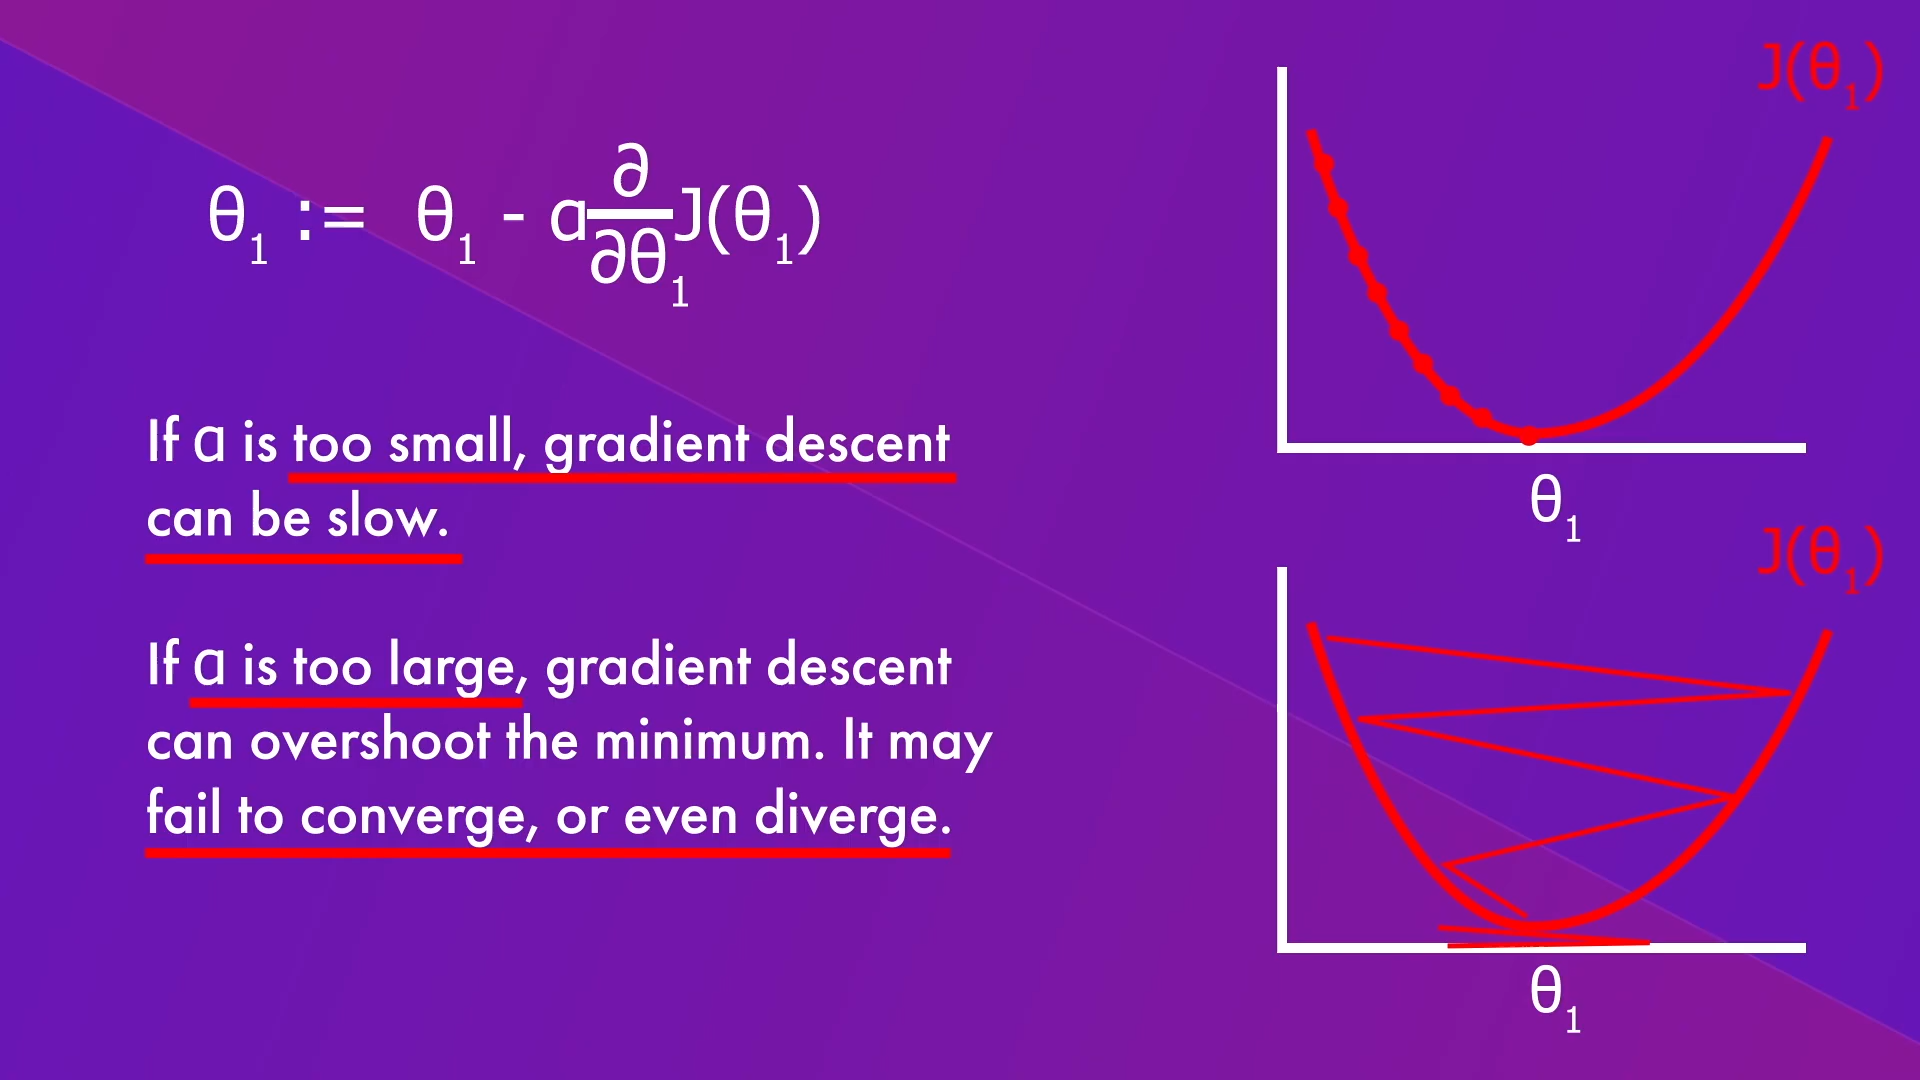 θ₁ := θ₁ - α ∂/∂θ₁ J(θ₁)
If α is too small, gradient descent
can be slow.
If α is too large, gradient descent
can overshoot the minimum. It may
fail to converge, or even diverge.
J(θ₁)
θ₁
J(θ₁)
θ₁